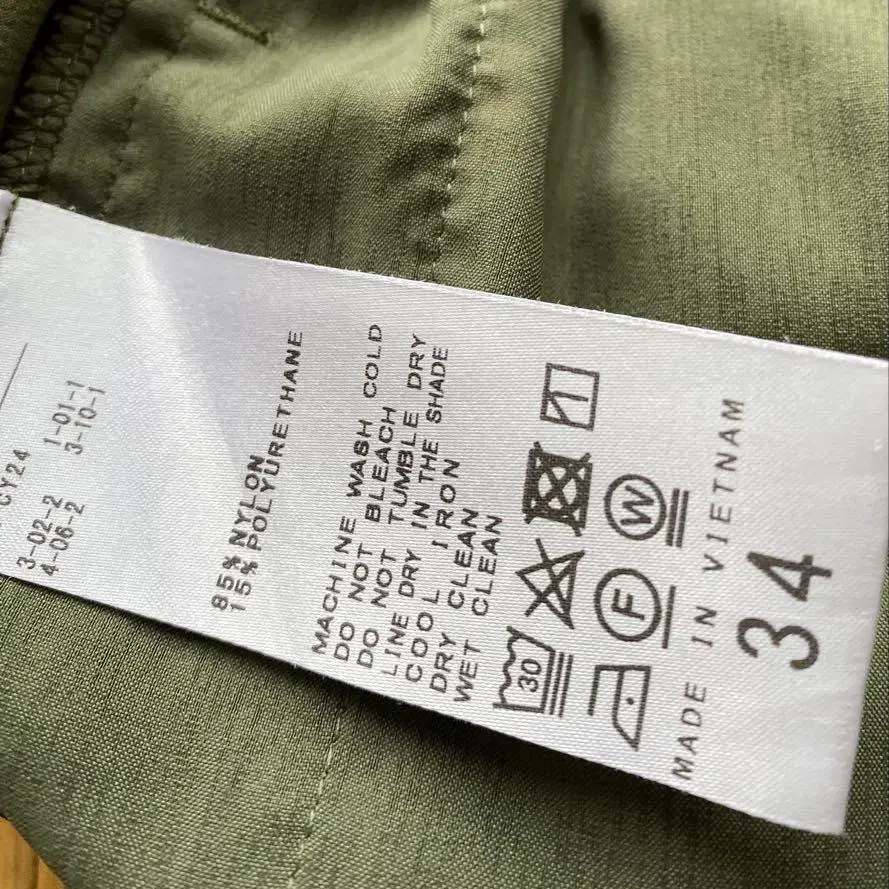 CY24
3-02-2 1-01-1
4-06-2 3-10-1
85% NYLON
15% POLYURETHANE
MACHINE WASH COLD
DO NOT BLEACH
DO NOT TUMBLE DRY
LINE DRY IN THE SHADE
COOL IRON
DRY CLEAN
WET CLEAN
30
F W
MADE IN VIETNAM
34